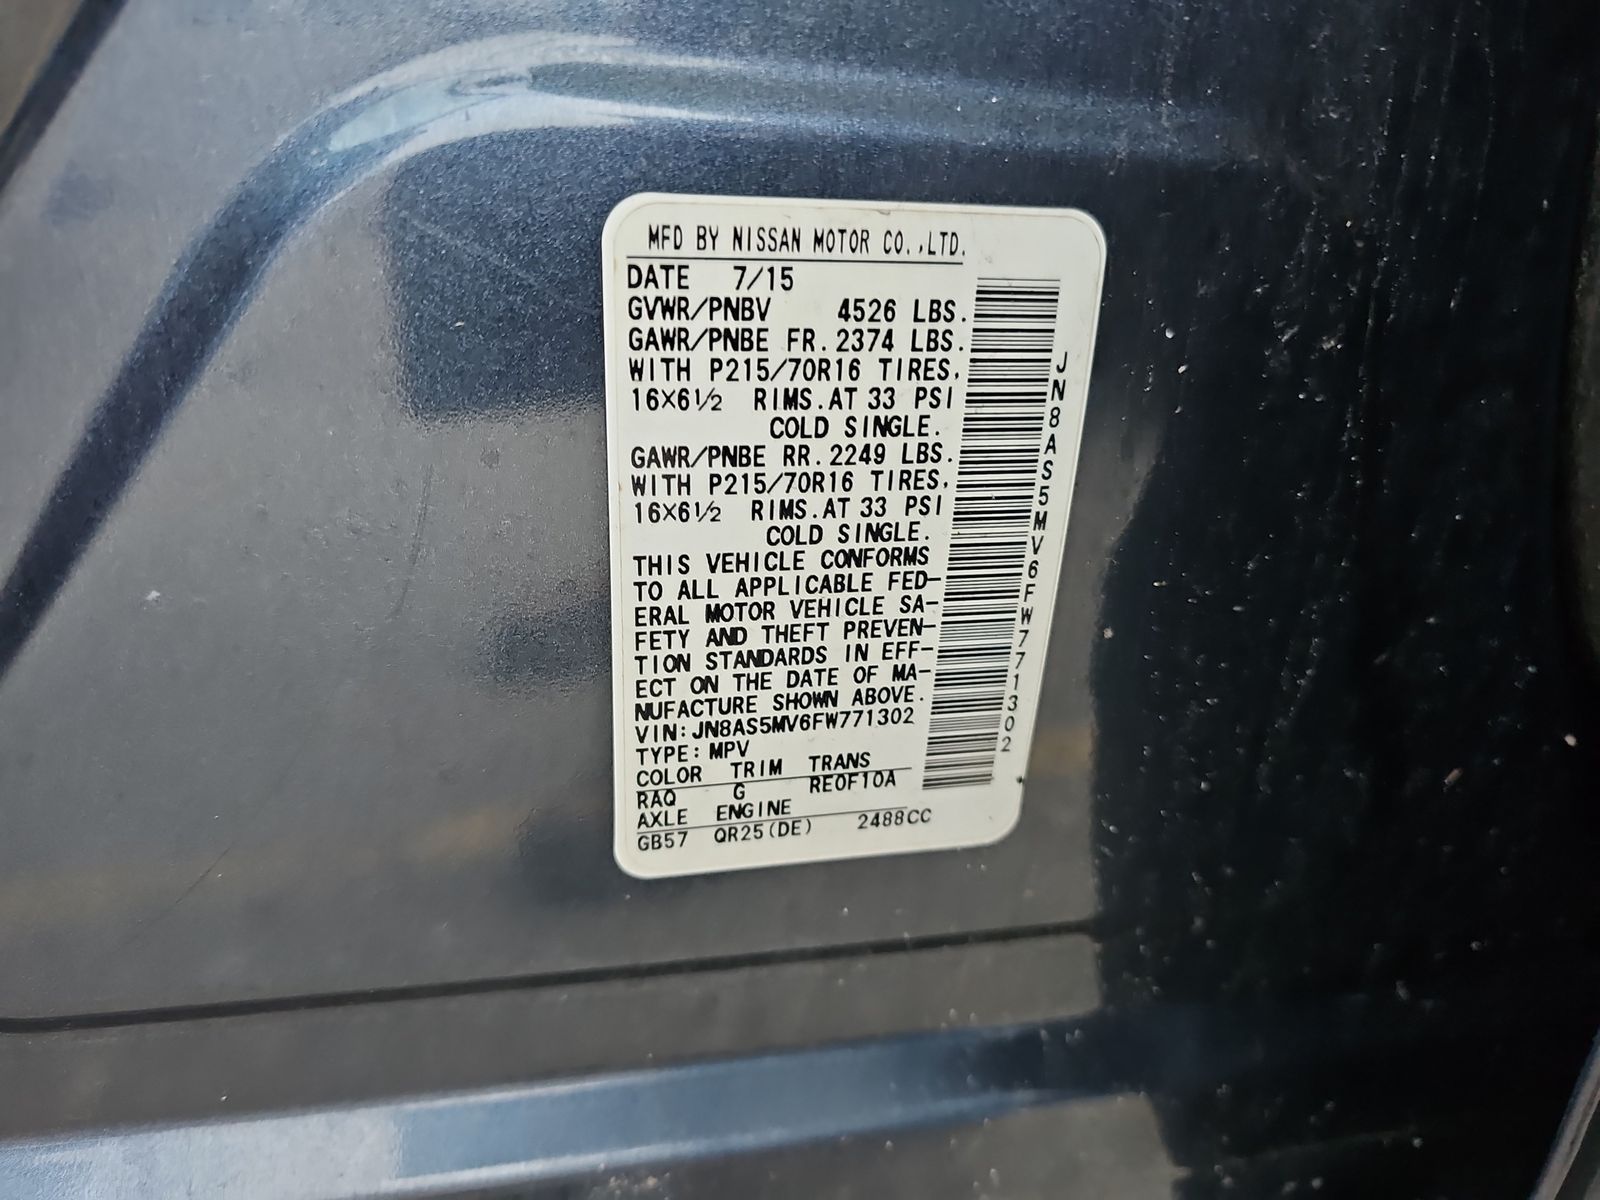 MFD BY NISSAN MOTOR CO.,LTD.
DATE 7/15
GVWR/PNBV 4526 LBS.
GAWR/PNBE FR. 2374 LBS.
WITH P215/70R16 TIRES,
16X6½ RIMS. AT 33 PSI
COLD SINGLE.
GAWR/PNBE RR. 2249 LBS.
WITH P215/70R16 TIRES,
16X6½ RIMS. AT 33 PSI
COLD SINGLE.
THIS VEHICLE CONFORMS
TO ALL APPLICABLE FED-
ERAL MOTOR VEHICLE SA-
FETY AND THEFT PREVEN-
TION STANDARDS IN EFF-
ECT ON THE DATE OF MA-
NUFACTURE SHOWN ABOVE.
VIN: JN8AS5MV6FW771302
TYPE: MPV
COLOR TRIM TRANS
RAQ G RE0F10A
AXLE ENGINE
GB57 QR25(DE) 2488CC
JN8AS5MV6FW771302